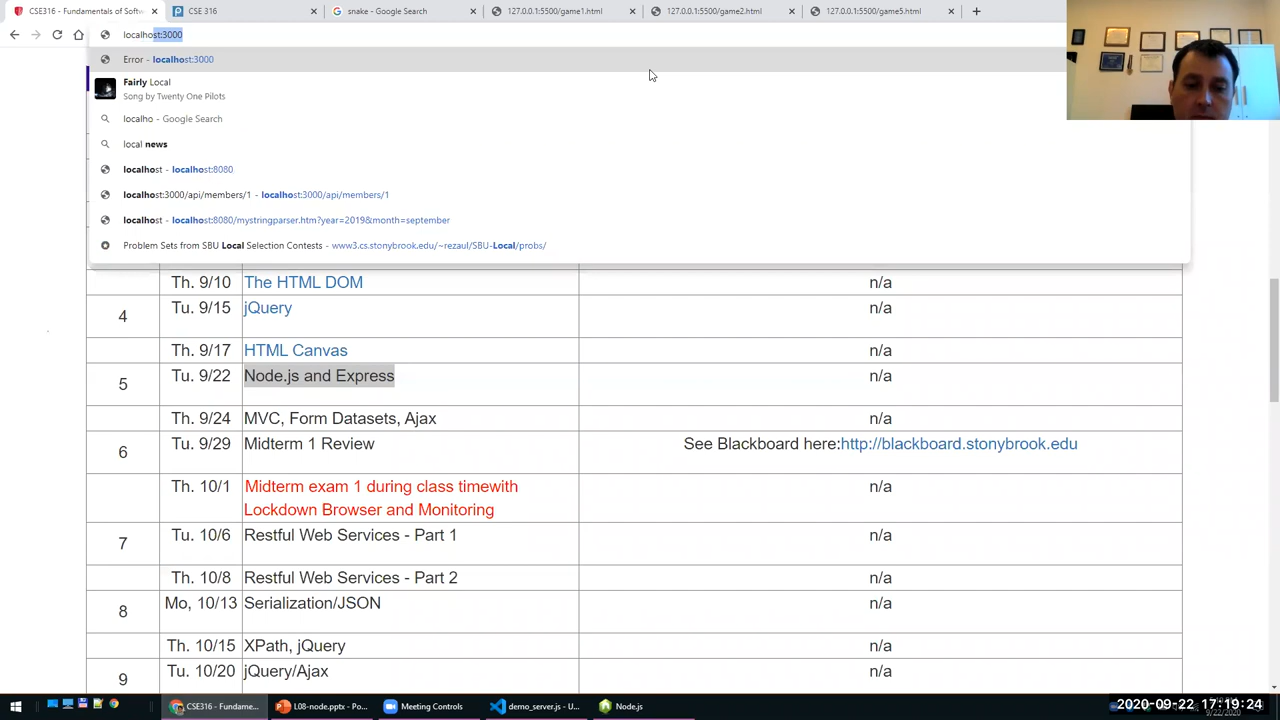 CSE316 - Fundamentals of Softw
CSE 316
snake - Google Search
127.0.0.1:5500/game1.html
127.0.0.1:5500/game2.html
127.0.0.1:5500/game5.html
localhost:3000
Error - localhost:3000
Fairly Local
Song by Twenty One Pilots
localho - Google Search
local news
localhost - localhost:8080
localhost:3000/api/members/1 - localhost:3000/api/members/1
localhost - localhost:8080/mystringparser.htm?year=2019&month=september
Problem Sets from SBU Local Selection Contests - www3.cs.stonybrook.edu/~rezaul/SBU-Local/probs/
Th. 9/10 The HTML DOM n/a
4 Tu. 9/15 jQuery n/a
Th. 9/17 HTML Canvas n/a
5 Tu. 9/22 Node.js and Express n/a
Th. 9/24 MVC, Form Datasets, Ajax n/a
6 Tu. 9/29 Midterm 1 Review See Blackboard here:http://blackboard.stonybrook.edu
Th. 10/1 Midterm exam 1 during class timewith n/a
Lockdown Browser and Monitoring
7 Tu. 10/6 Restful Web Services - Part 1 n/a
Th. 10/8 Restful Web Services - Part 2 n/a
8 Mo, 10/13 Serialization/JSON n/a
Th. 10/15 XPath, jQuery n/a
9 Tu. 10/20 jQuery/Ajax n/a
CSE316 - Fundame...
L08-node.pptx - Po...
Meeting Controls
demo_server.js - U...
Node.js
2020-09-22 17:19:24
9/22/2020